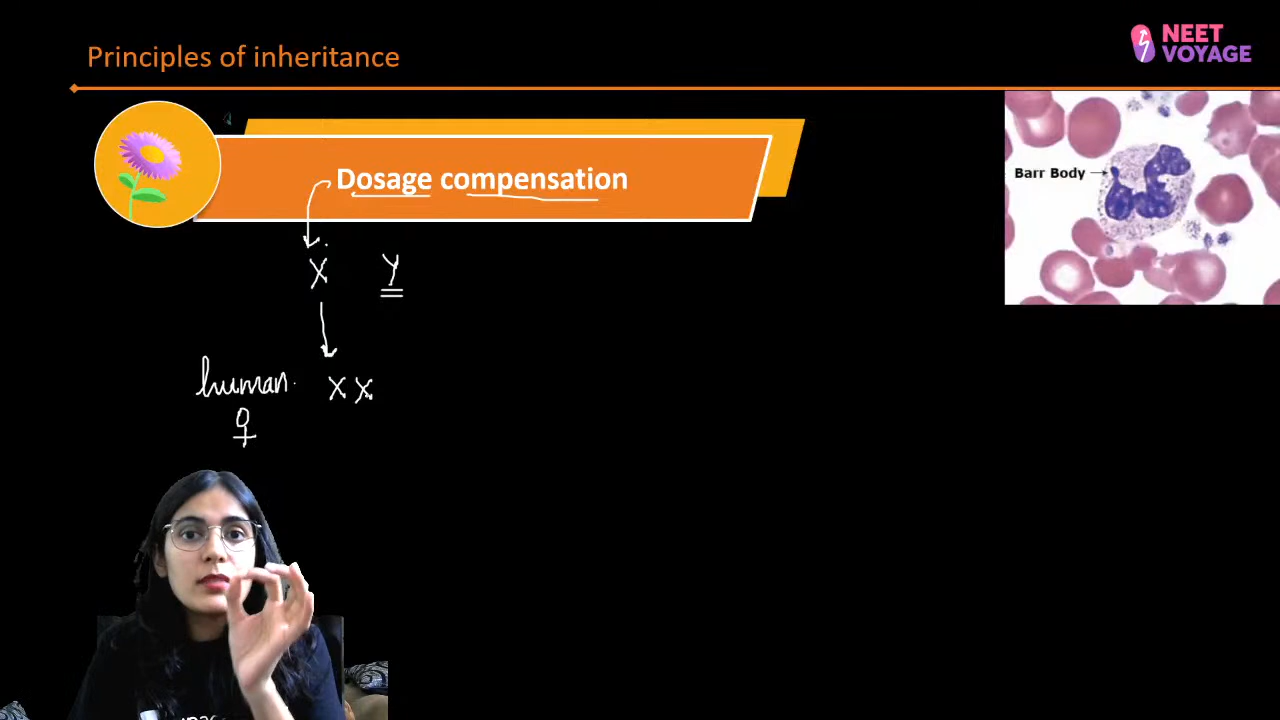 Principles of inheritance
NEET
VOYAGE
Dosage compensation
Barr Body
X Y
human. XX
♀